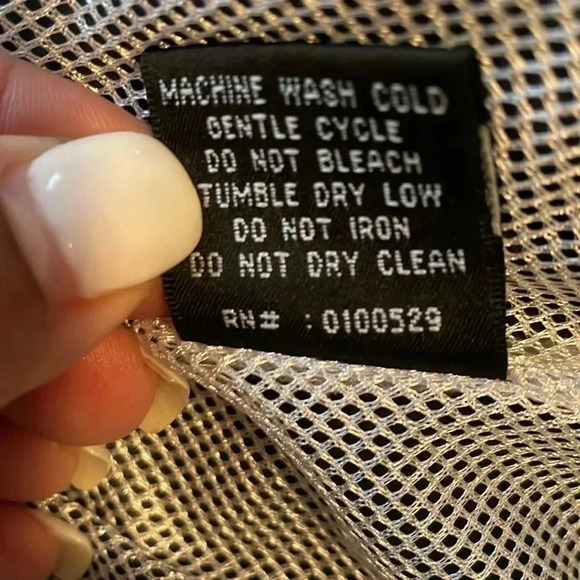 MACHINE WASH COLD
GENTLE CYCLE
DO NOT BLEACH
TUMBLE DRY LOW
DO NOT IRON
DO NOT DRY CLEAN
RN# : 0100529